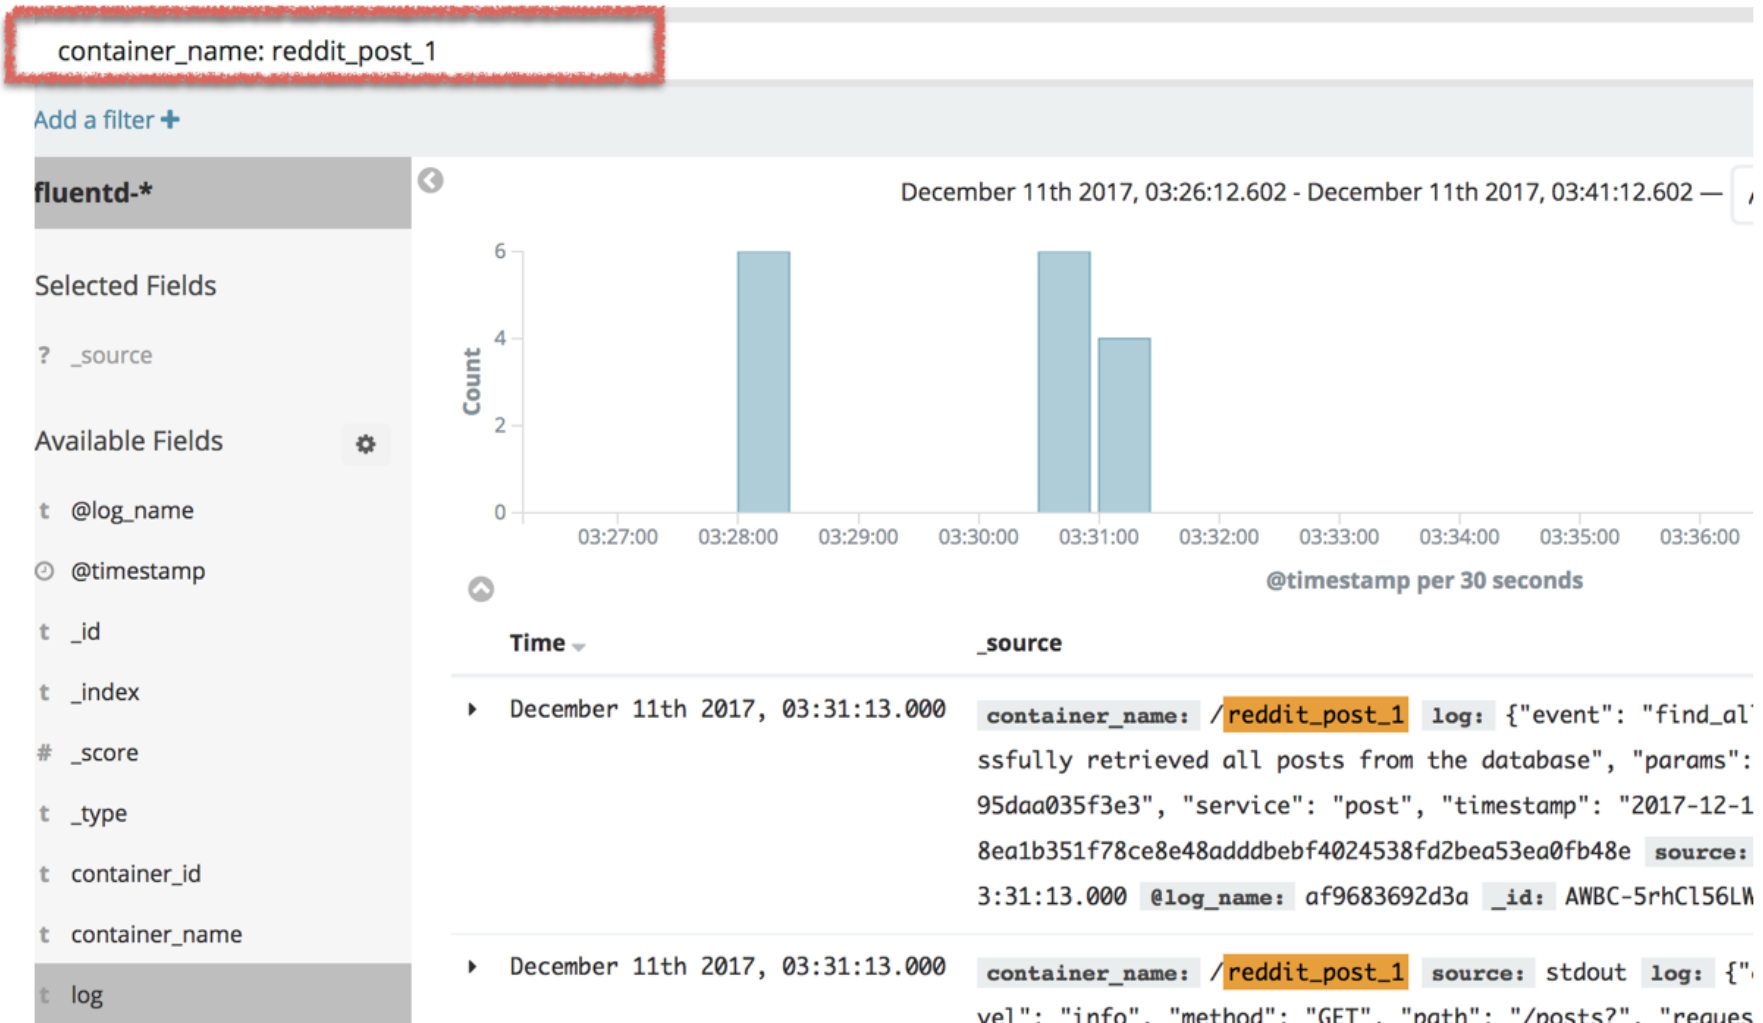 container_name: reddit_post_1
Add a filter +
fluentd-*
December 11th 2017, 03:26:12.602 - December 11th 2017, 03:41:12.602 —
Selected Fields
? _source
Available Fields
t @log_name
@timestamp
t _id
t _index
# _score
t _type
t container_id
t container_name
t log
Count
6
4
2
0
03:27:00 03:28:00 03:29:00 03:30:00 03:31:00 03:32:00 03:33:00 03:34:00 03:35:00 03:36:00
@timestamp per 30 seconds
Time _source
December 11th 2017, 03:31:13.000 container_name: /reddit_post_1 log: {"event": "find_al
ssfully retrieved all posts from the database", "params":
95daa035f3e3", "service": "post", "timestamp": "2017-12-1
8ea1b351f78ce8e48adddbebf4024538fd2bea53ea0fb48e source:
3:31:13.000 @log_name: af9683692d3a _id: AWBC-5rhCl56LW
December 11th 2017, 03:31:13.000 container_name: /reddit_post_1 source: stdout log: {"
vel": "info", "method": "GET", "path": "/posts?", "reques